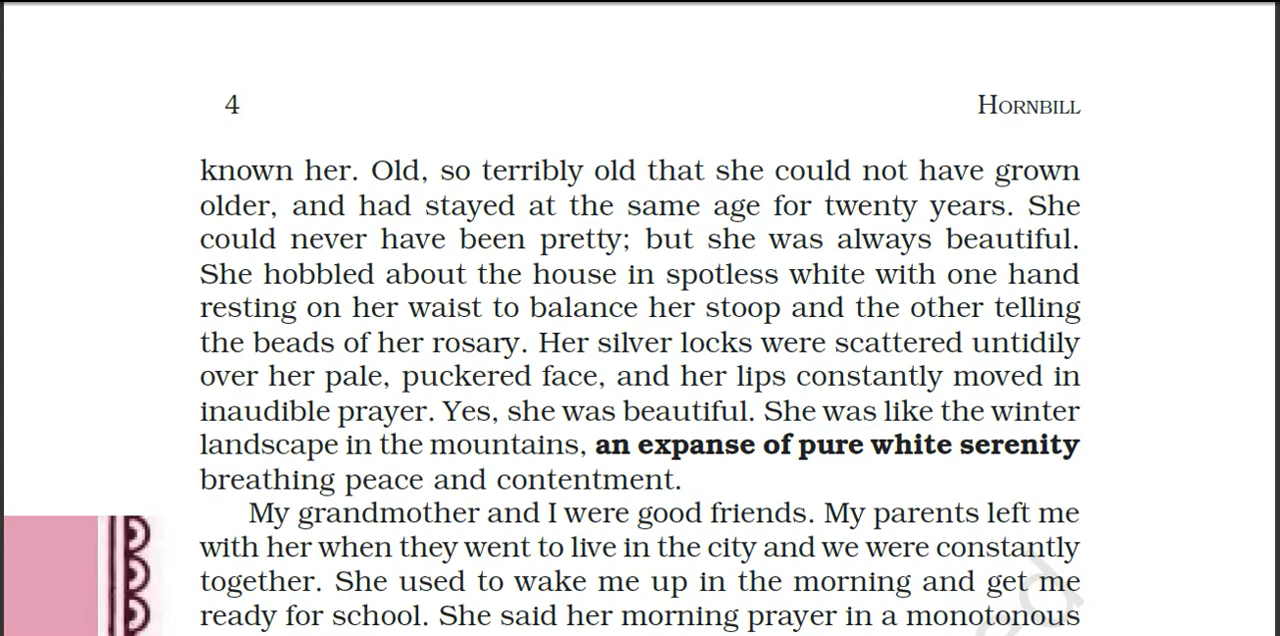 4 HORNBILL
known her. Old, so terribly old that she could not have grown
older, and had stayed at the same age for twenty years. She
could never have been pretty; but she was always beautiful.
She hobbled about the house in spotless white with one hand
resting on her waist to balance her stoop and the other telling
the beads of her rosary. Her silver locks were scattered untidily
over her pale, puckered face, and her lips constantly moved in
inaudible prayer. Yes, she was beautiful. She was like the winter
landscape in the mountains, an expanse of pure white serenity
breathing peace and contentment.
My grandmother and I were good friends. My parents left me
with her when they went to live in the city and we were constantly
together. She used to wake me up in the morning and get me
ready for school. She said her morning prayer in a monotonous